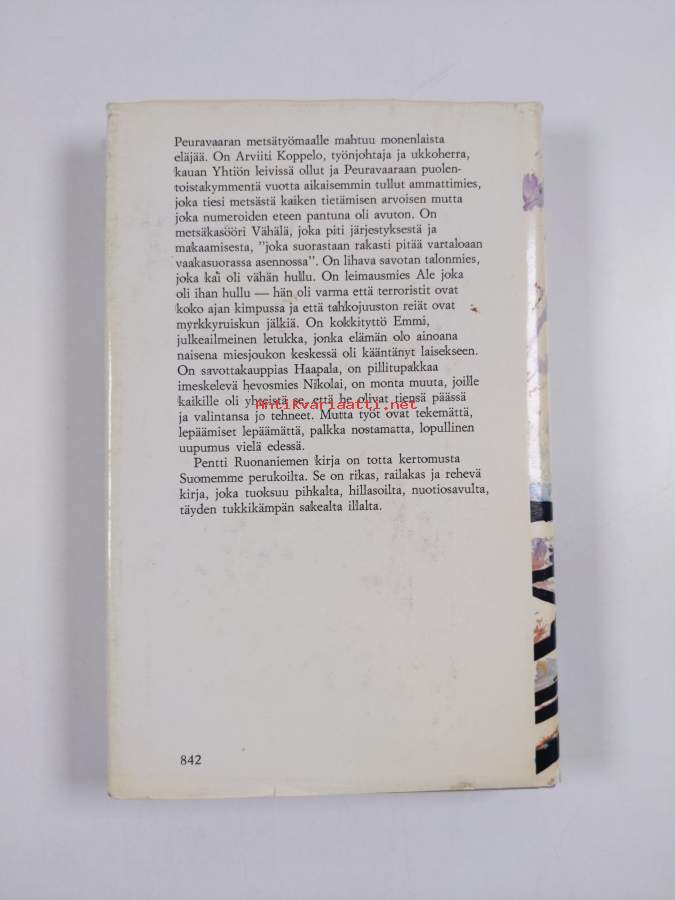 Peuravaaran metsätyömaalle mahtuu monenlaista
eläjää. On Arviiti Koppelo, työnjohtaja ja ukkoherra,
kauan Yhtiön leivissä ollut ja Peuravaaraan puolen-
toistakymmentä vuotta aikaisemmin tullut ammattimies,
joka tiesi metsästä kaiken tietämisen arvoisen mutta
joka numeroiden eteen pantuna oli avuton. On
metsäkasööri Vähälä, joka piti järjestyksestä ja
makaamisesta, "joka suorastaan rakasti pitää vartaloaan
vaakasuorassa asennossa". On lihava savotan talonmies,
joka kai oli vähän hullu. On leimausmies Ale joka
oli ihan hullu — hän oli varma että terroristit ovat
koko ajan kimpussa ja että tahkojuuston reiät ovat
myrkkyruiskun jälkiä. On kokkityttö Emmi,
julkeailmeinen letukka, jonka elämän olo ainoana
naisena miesjoukon keskessä oli kääntänyt laisekseen.
On savottakauppias Haapala, on pillitupakkaa
imeskelevä hevosmies Nikolai, on monta muuta, joille
kaikille oli yhteistä se, että he olivat tiensä päässä
ja valintansa jo tehneet. Mutta työt ovat tekemättä,
lepäämiset lepäämättä, palkka nostamatta, lopullinen
uupumus vielä edessä.
Pentti Ruonaniemen kirja on totta kertomusta
Suomemme perukoilta. Se on rikas, railakas ja rehevä
kirja, joka tuoksuu pihkalta, hillasoilta, nuotiosavulta,
täyden tukkikämpän sakealta illalta.
842
Antikvariaatti.net